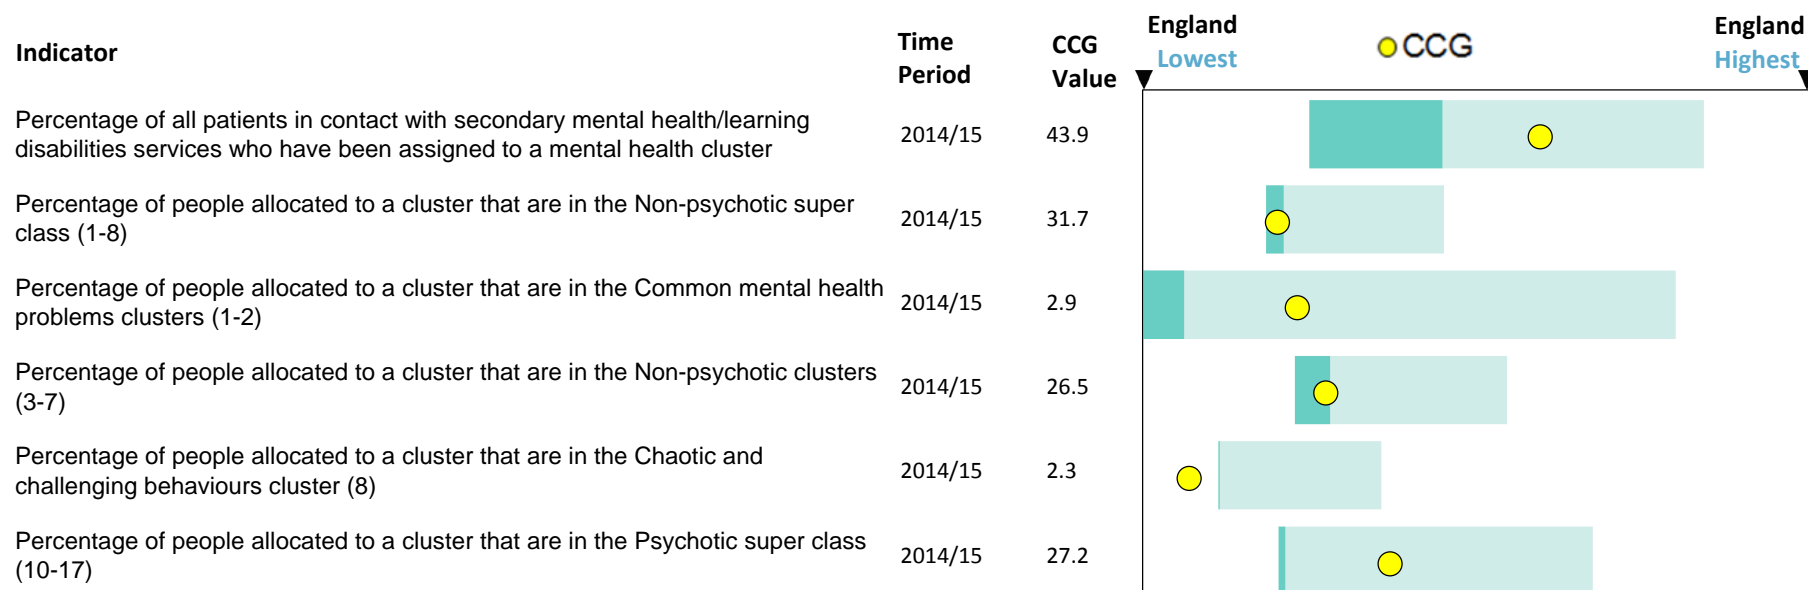 Indicator
Time
Period
CCG
Value
England
Lowest
CCG
England
Highest
Percentage of all patients in contact with secondary mental health/learning
disabilities services who have been assigned to a mental health cluster
2014/15
43.9
Percentage of people allocated to a cluster that are in the Non-psychotic super
class (1-8)
2014/15
31.7
Percentage of people allocated to a cluster that are in the Common mental health
problems clusters (1-2)
2014/15
2.9
Percentage of people allocated to a cluster that are in the Non-psychotic clusters
(3-7)
2014/15
26.5
Percentage of people allocated to a cluster that are in the Chaotic and
challenging behaviours cluster (8)
2014/15
2.3
Percentage of people allocated to a cluster that are in the Psychotic super class
(10-17)
2014/15
27.2